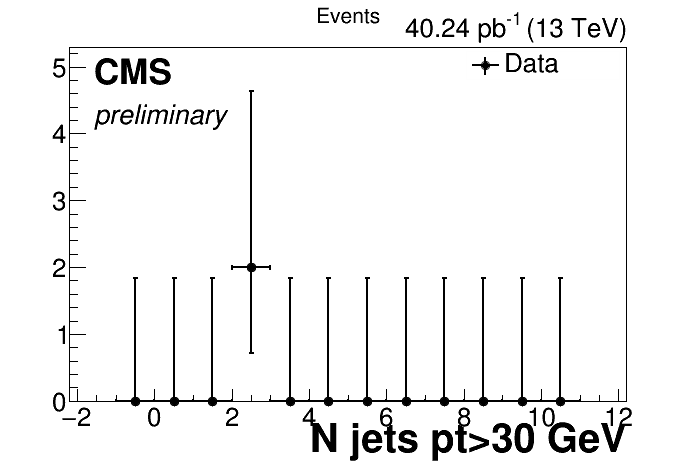 Events
40.24 pb-1 (13 TeV)
CMS
preliminary
Data
5
4
3
2
1
0
−2 0 2 4 6 8 10 12
N jets pt>30 GeV